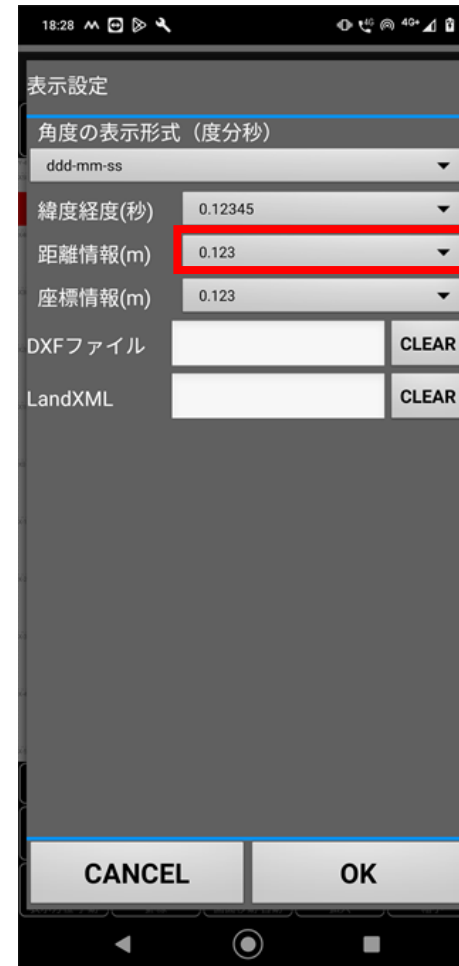 18:28 4G 4G+
表示設定
角度の表示形式（度分秒）
ddd-mm-ss
緯度経度(秒) 0.12345
距離情報(m) 0.123
座標情報(m) 0.123
DXFファイル CLEAR
LandXML CLEAR
CANCEL OK